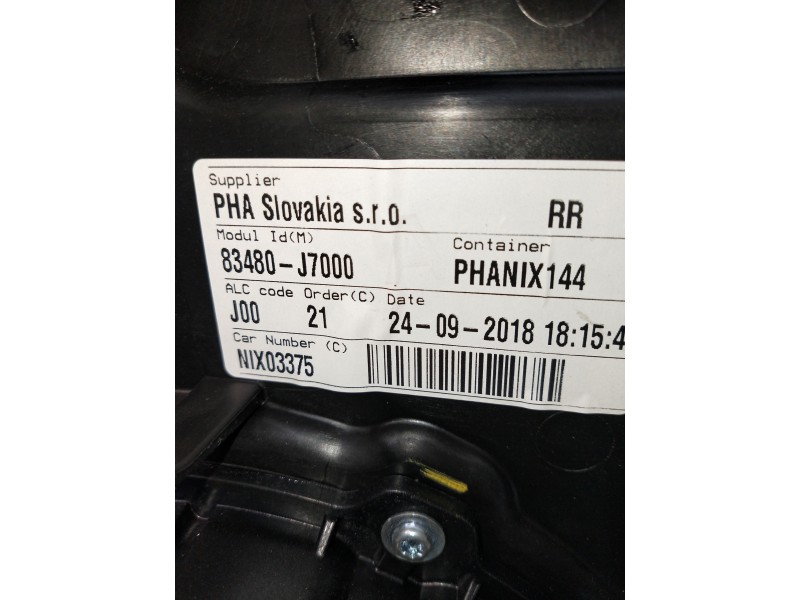 Supplier
PHA Slovakia s.r.o. RR
Modul Id(M) Container
83480-J7000 PHANIX144
ALC code Order(C) Date
J00 21 24-09-2018 18:15:4
Car Number (C)
NIX03375